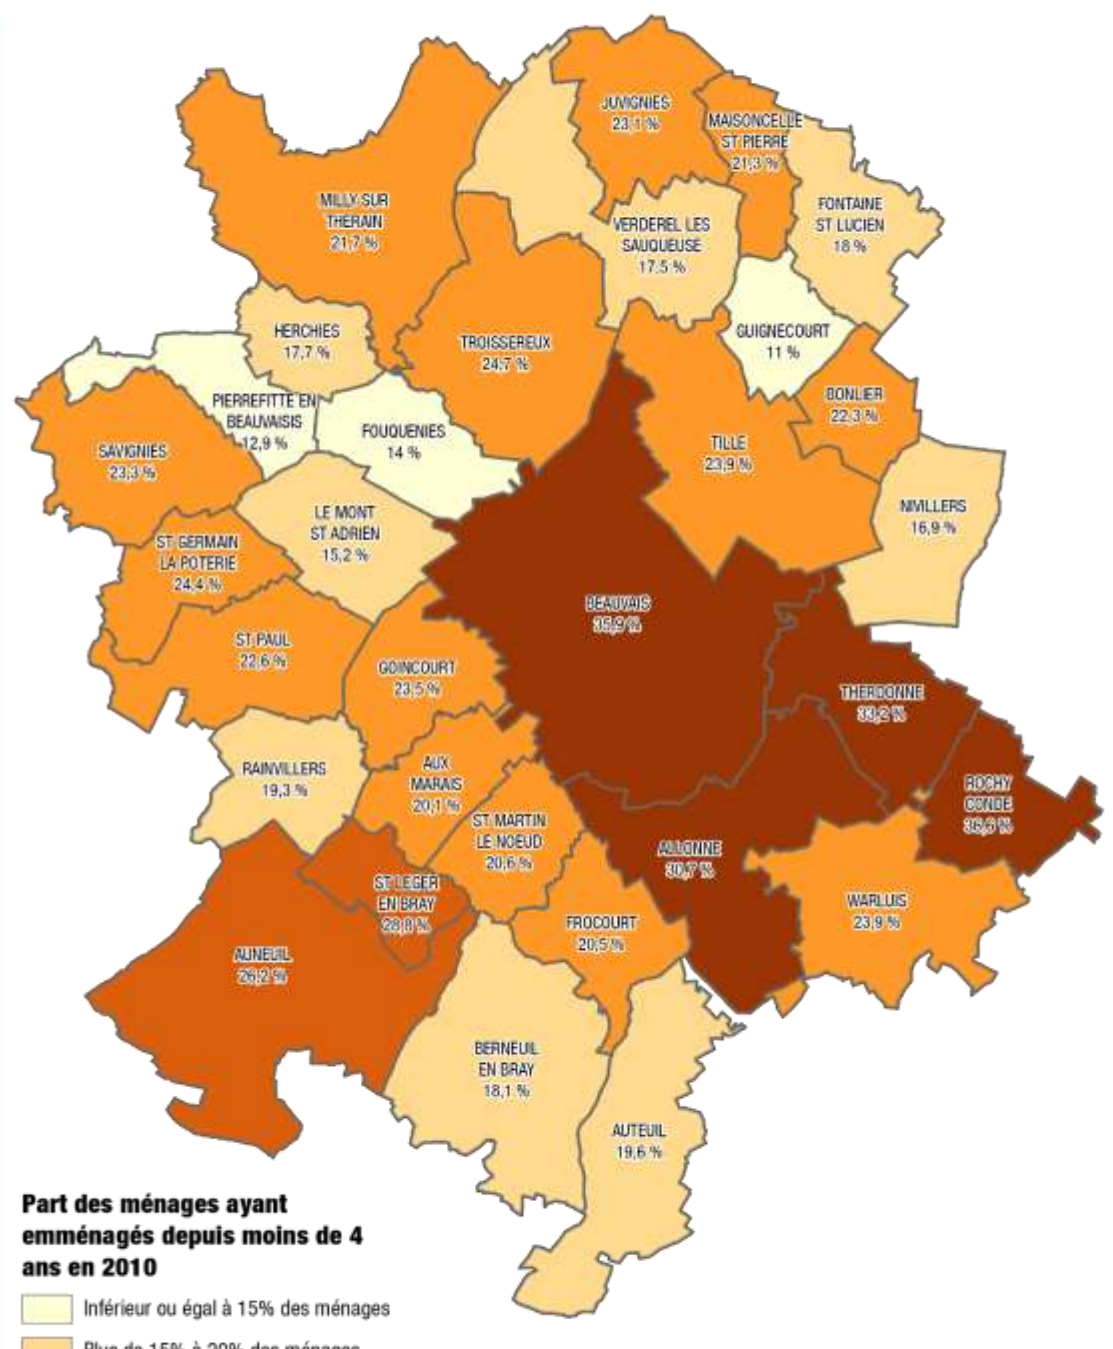 JUVIGNIES
23,1 %
MAISONCELLE
ST PIERRE
21,3 %
MILLY SUR
THERAIN
21,7 %
FONTAINE
ST LUCIEN
18 %
VERDEREL LES
SAUQUEUSE
17,5 %
HERCHIES
17,7 %
TROISSEREUX
24,7 %
GUIGNECOURT
11 %
PIERREFITTE EN
BEAUVAISIS
12,9 %
FOUQUENIES
14 %
BONLIER
22,3 %
SAVIGNIES
23,3 %
TILLE
23,9 %
LE MONT
ST ADRIEN
15,2 %
NIVILLERS
16,9 %
ST GERMAIN
LA POTERIE
24,4 %
BEAUVAIS
35,9 %
ST PAUL
22,6 %
GOINCOURT
23,5 %
THERDONNE
33,2 %
RAINVILLERS
19,3 %
AUX
MARAIS
20,1 %
ROCHY
CONDE
36,6 %
ST MARTIN
LE NOEUD
20,6 %
ALLONNE
30,7 %
ST LEGER
EN BRAY
28,8 %
WARLUIS
23,9 %
FROCOURT
20,5 %
AUNEUIL
26,2 %
BERNEUIL
EN BRAY
18,1 %
AUTEUIL
19,6 %
Part des ménages ayant
emménagés depuis moins de 4
ans en 2010
Inférieur ou égal à 15% des ménages
Plus de 15% à 20% des ménages